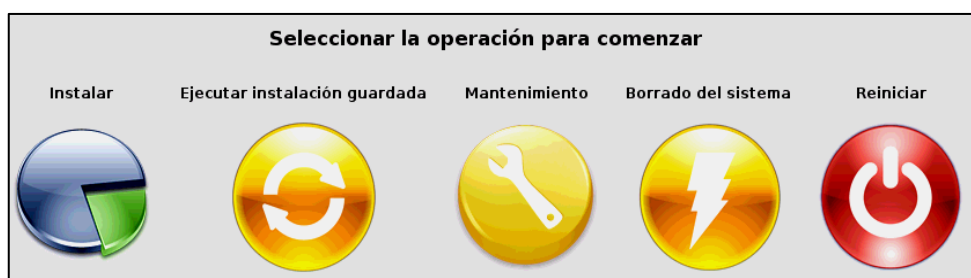 Seleccionar la operación para comenzar
Instalar Ejecutar instalación guardada Mantenimiento Borrado del sistema Reiniciar